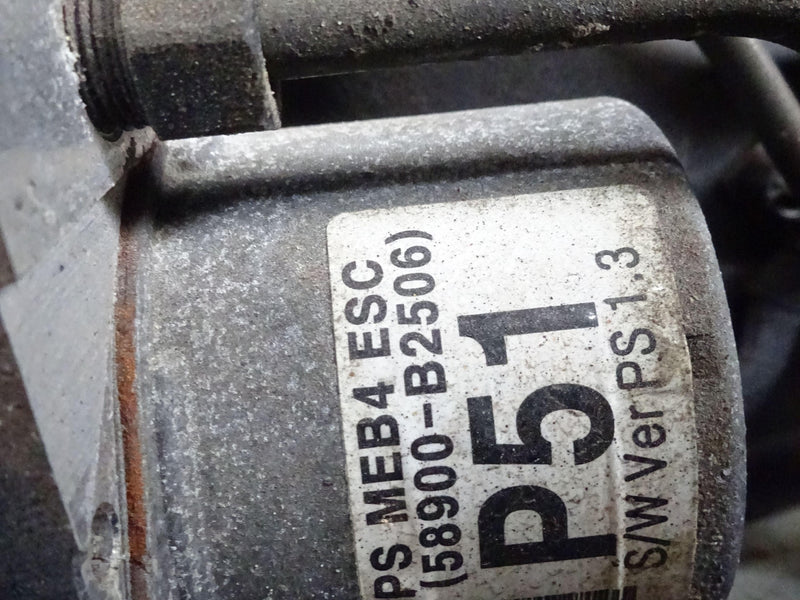 PS MEB4 ESC
(58900-B2506)
P51
S/W Ver PS 1.3